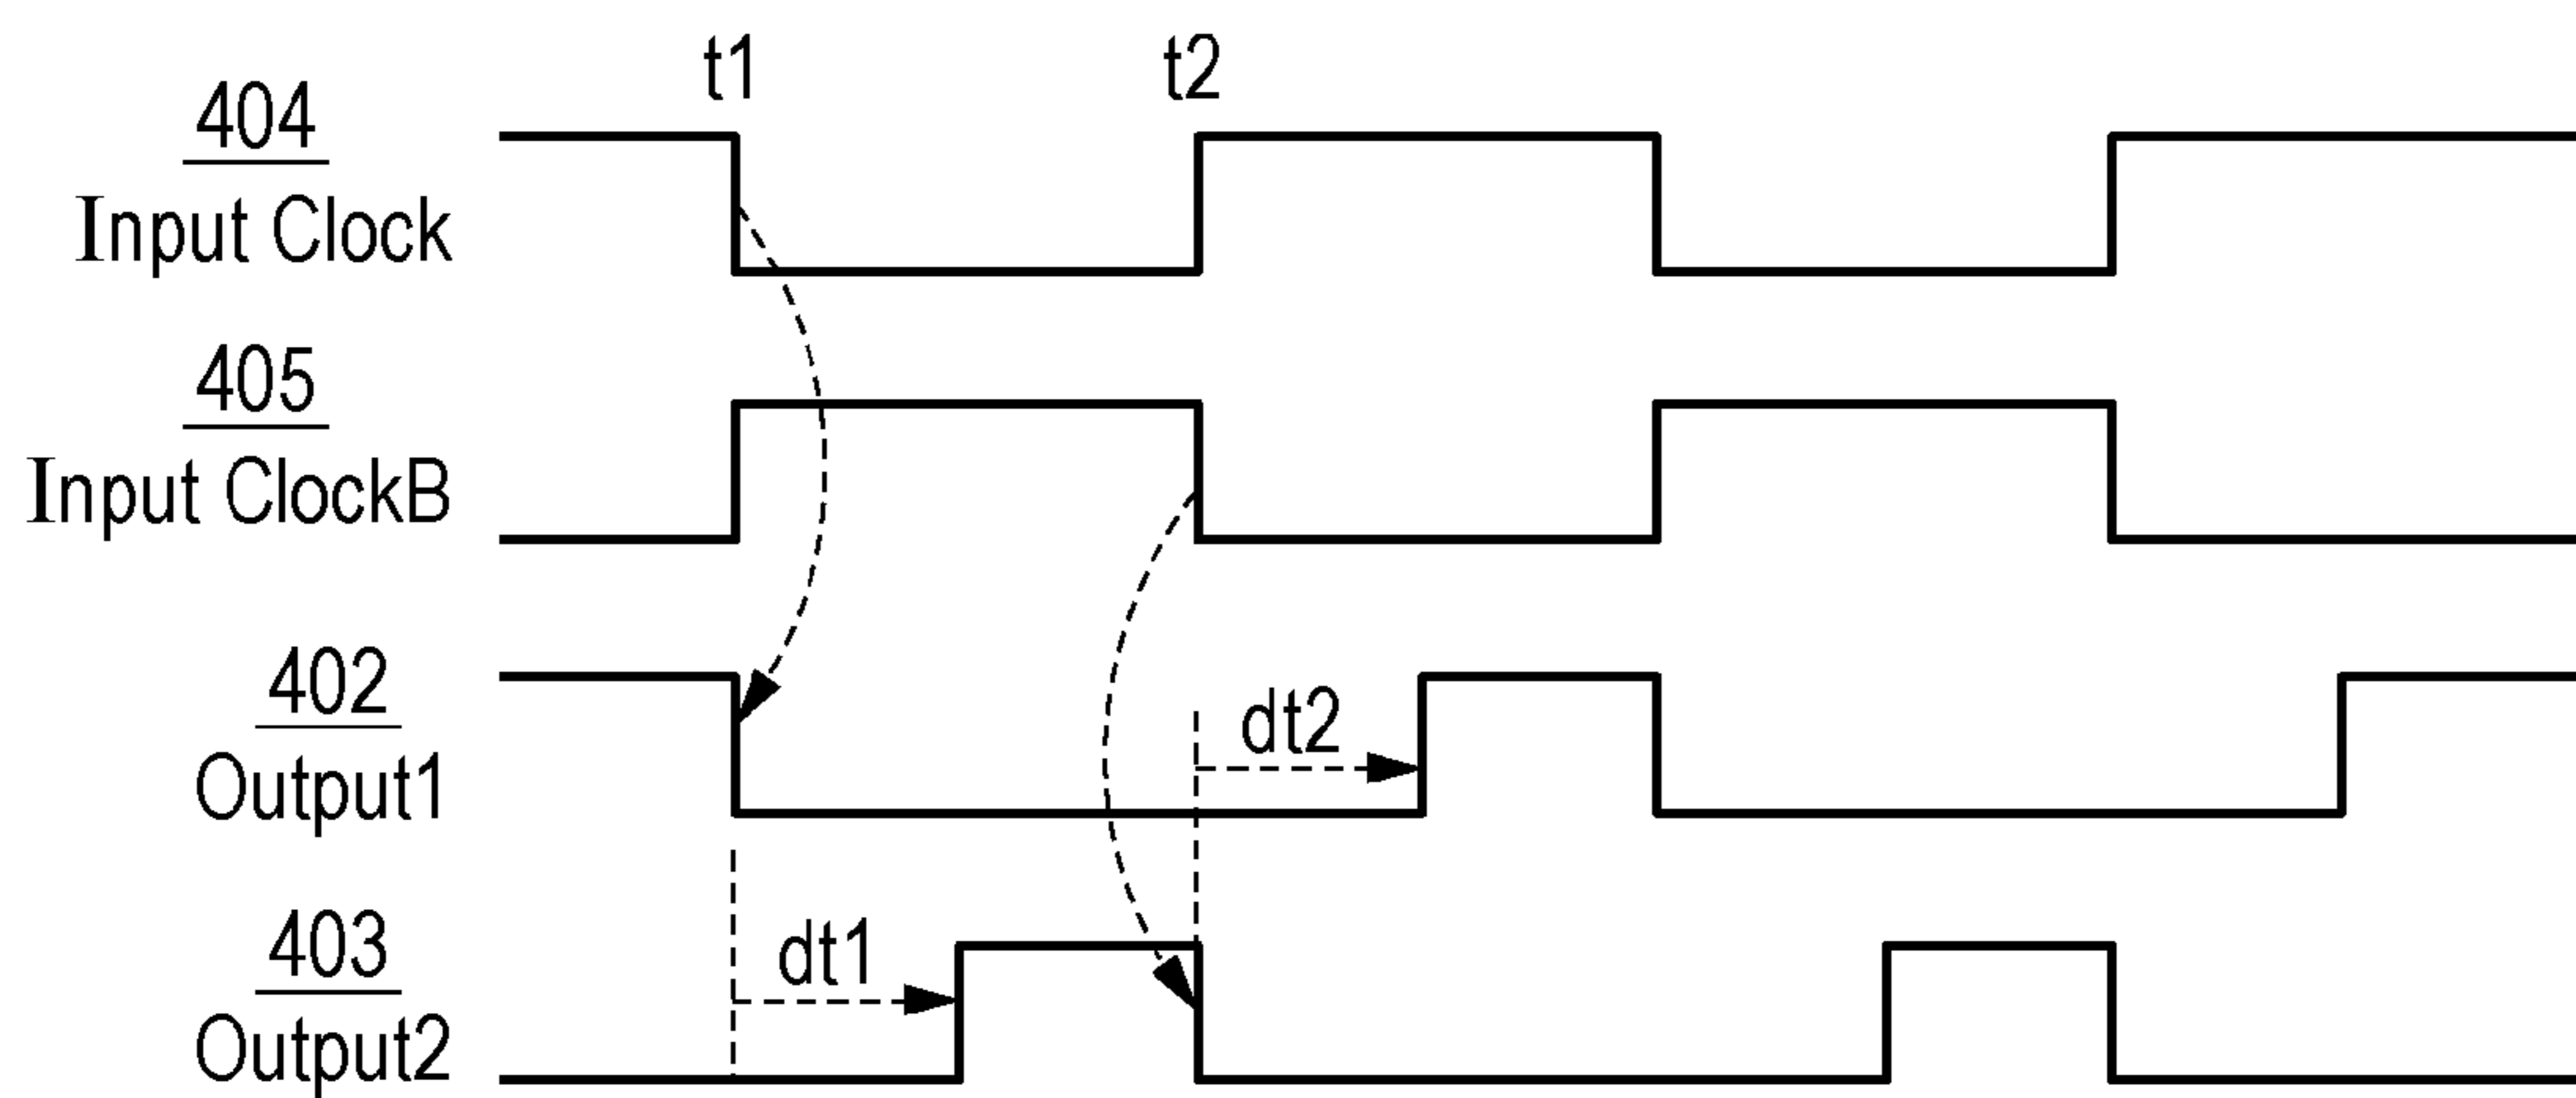 t1 t2
404
Input Clock
405
Input ClockB
402
Output1
dt2
403
Output2
dt1